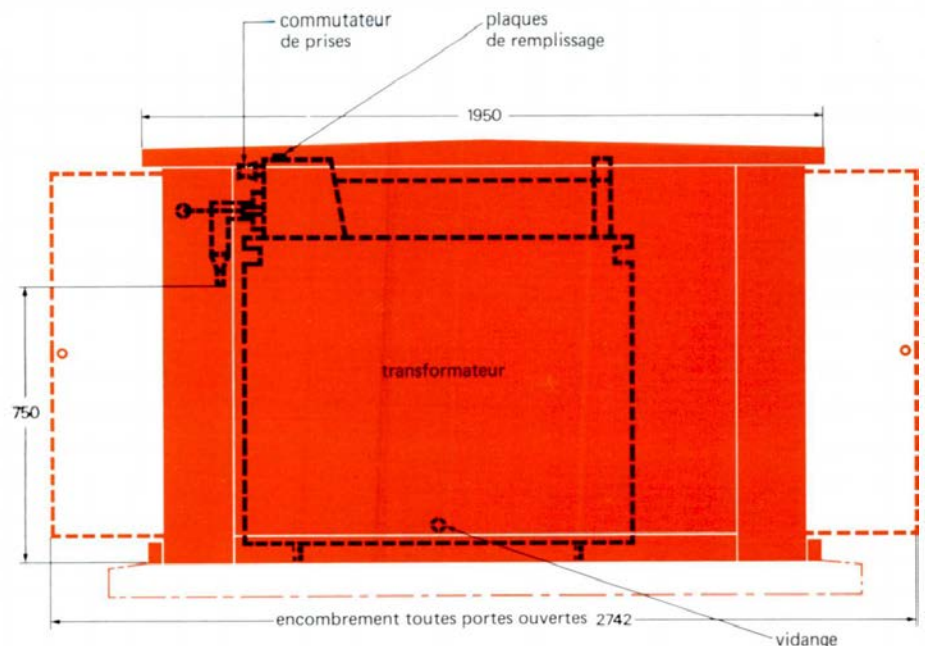 commutateur
de prises
plaques
de remplissage
1950
transformateur
750
encombrement toutes portes ouvertes 2742
vidange